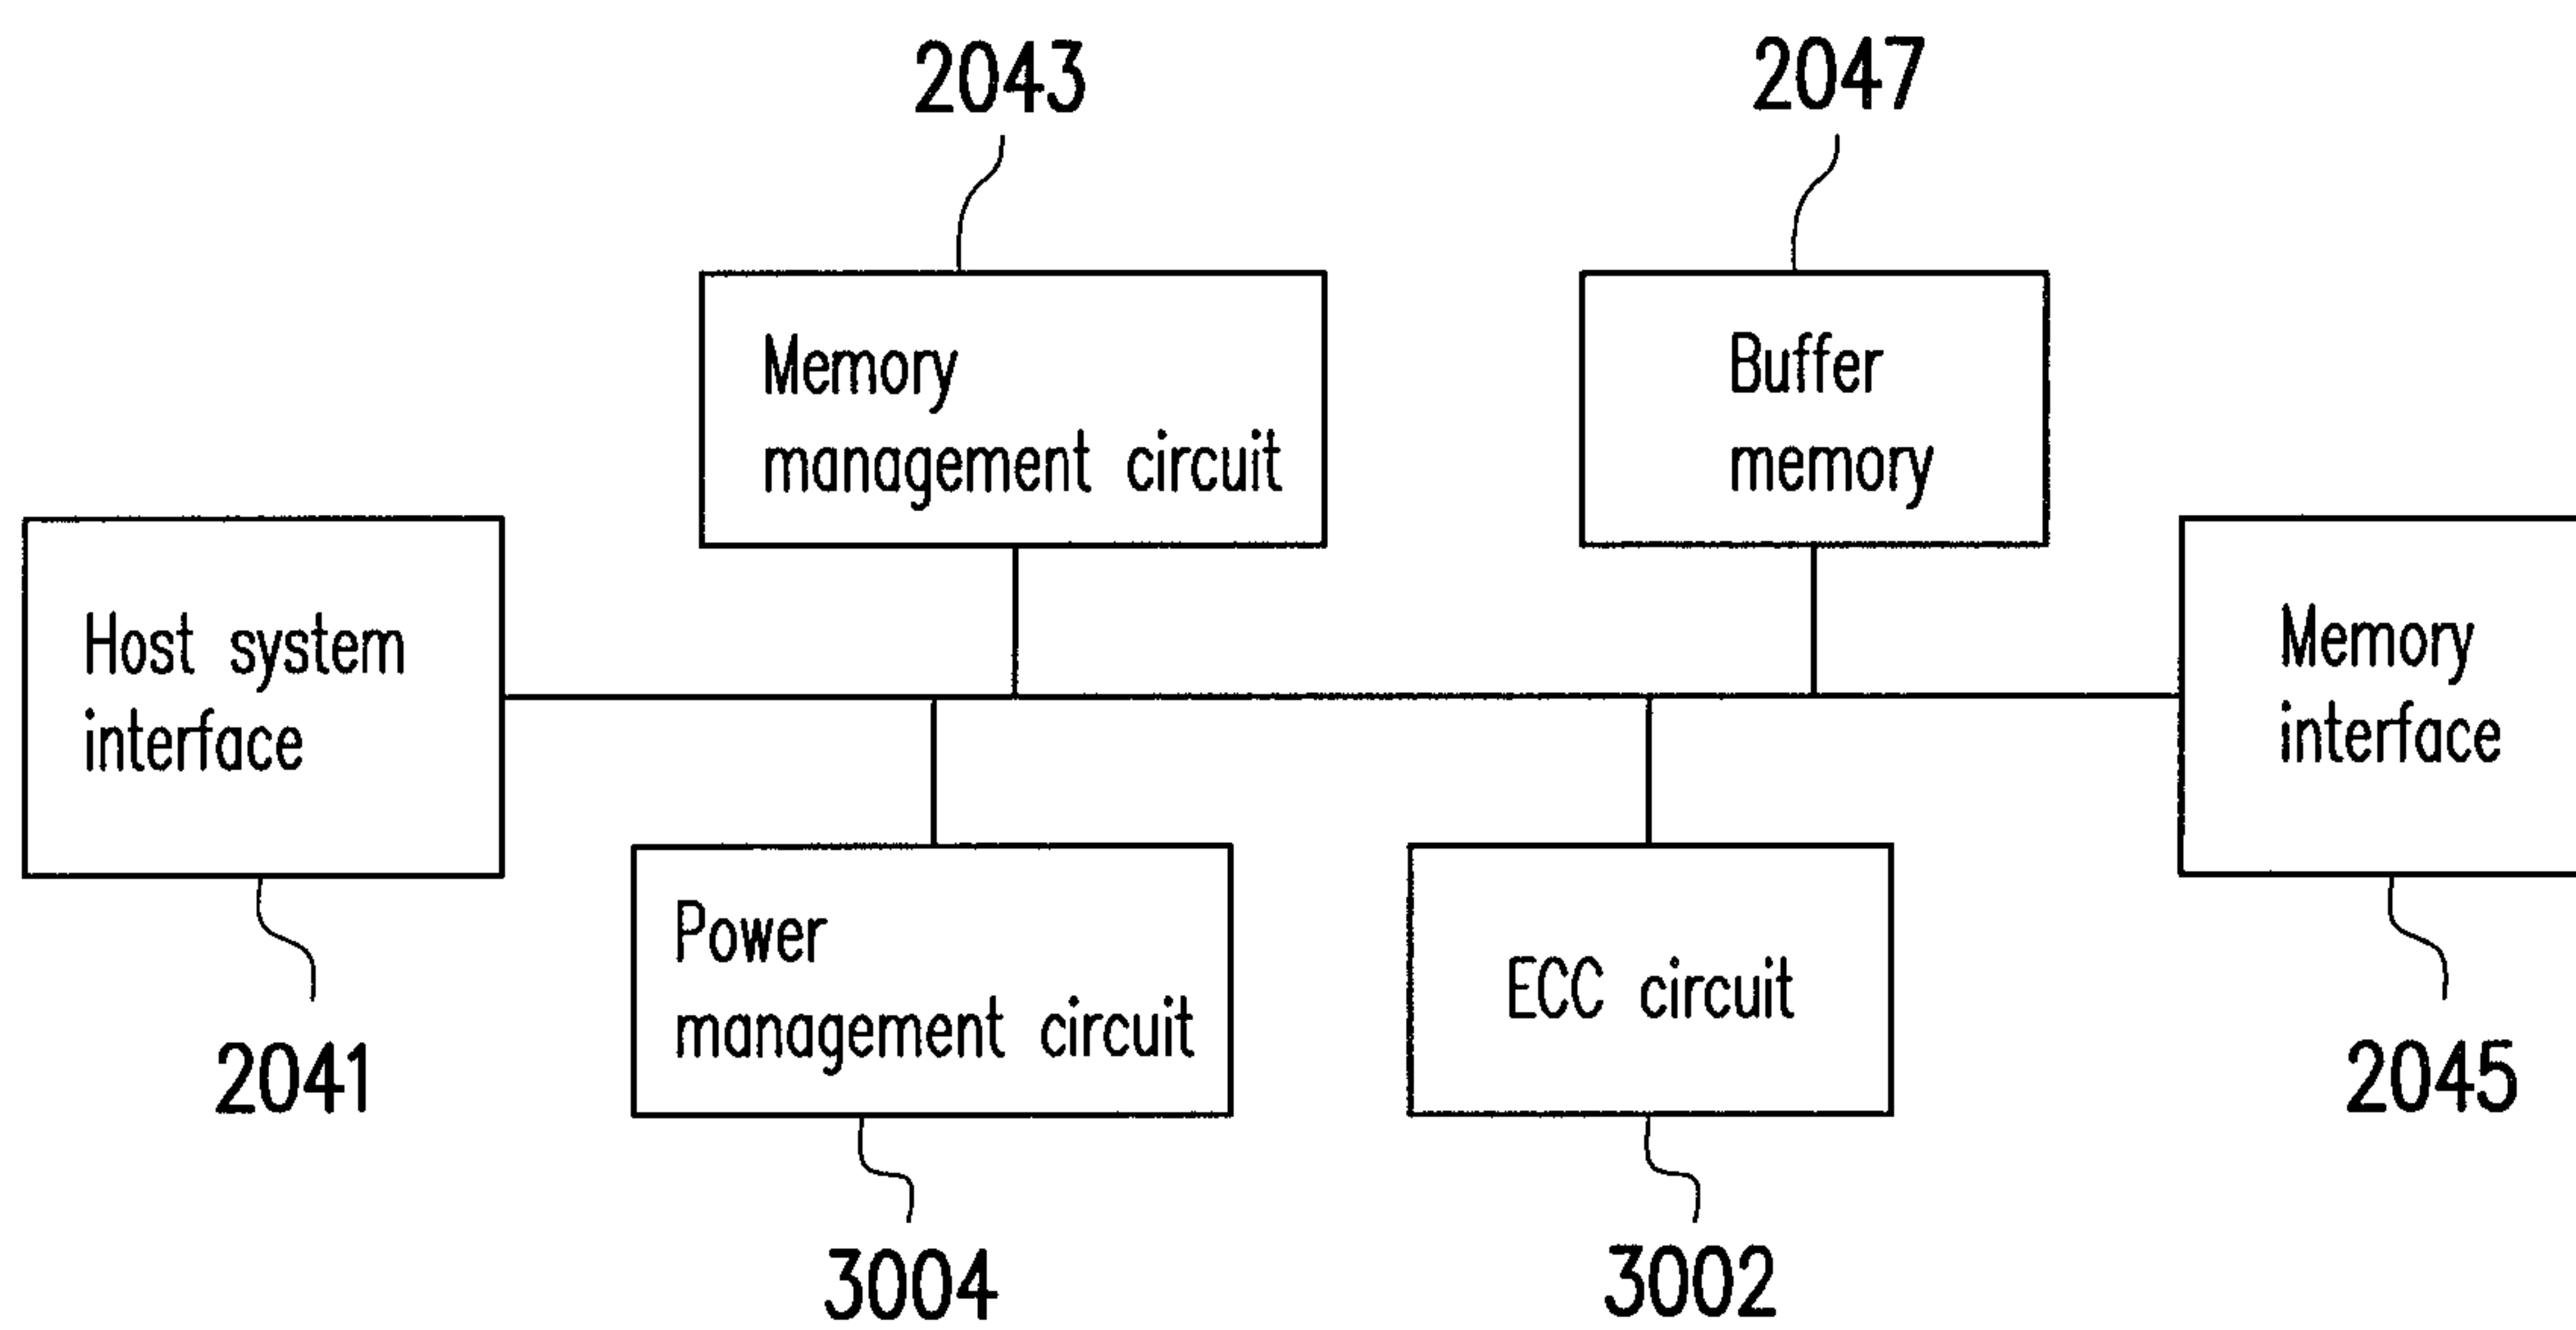 2043
2047
Memory
management circuit
Buffer
memory
Host system
interface
Memory
interface
Power
management circuit
ECC circuit
2041
2045
3004
3002